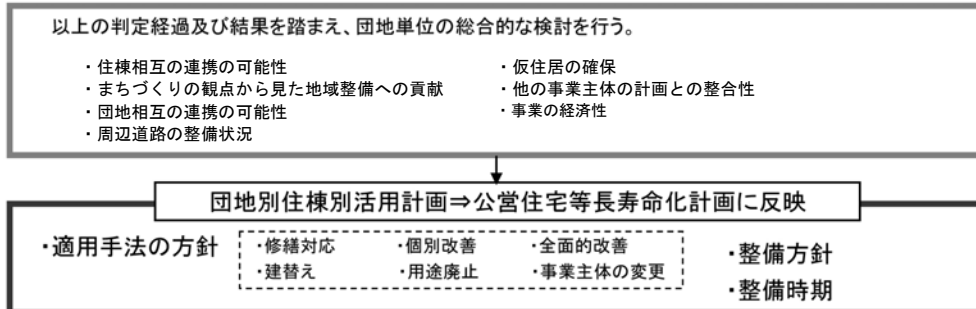 以上の判定経過及び結果を踏まえ、団地単位の総合的な検討を行う。
・住棟相互の連携の可能性
・まちづくりの観点から見た地域整備への貢献
・団地相互の連携の可能性
・周辺道路の整備状況
・仮住居の確保
・他の事業主体の計画との整合性
・事業の経済性
団地別住棟別活用計画⇒公営住宅等長寿命化計画に反映
・適用手法の方針
・修繕対応 ・個別改善 ・全面的改善
・建替え ・用途廃止 ・事業主体の変更
・整備方針
・整備時期